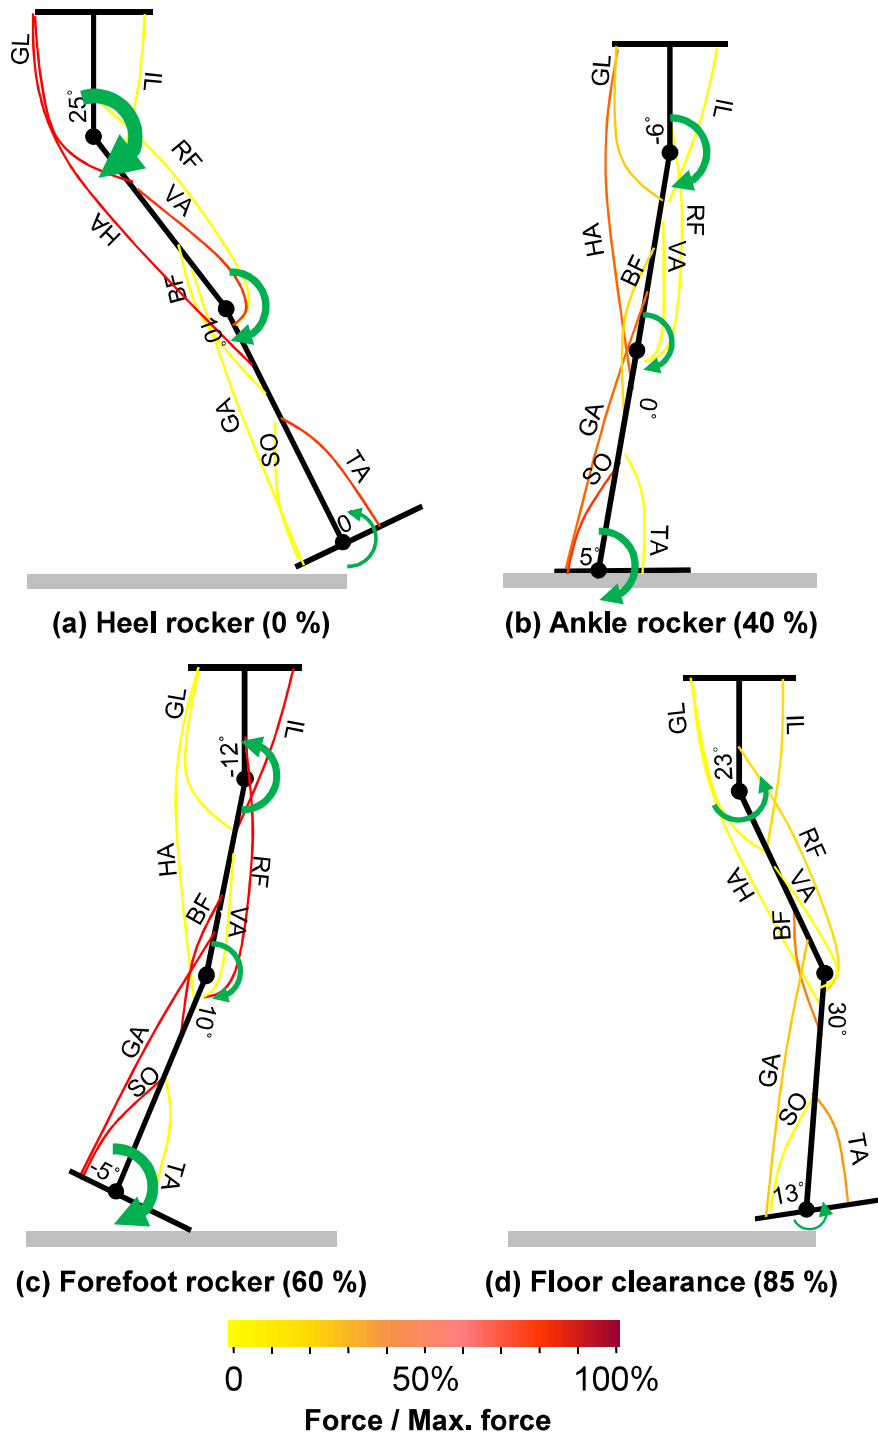 GL
IL
25°
RF
VA
HA
BF
10°
GA
SO
TA
0
(a) Heel rocker (0 %)
GL
IL
-6°
RF
HA
BF
VA
0°
GA
SO
TA
5°
(b) Ankle rocker (40 %)
GL
IL
-12°
HA
RF
BF
VA
10°
GA
SO
TA
-5°
(c) Forefoot rocker (60 %)
GL
IL
23°
RF
VA
HA
BF
30°
GA
SO
TA
13°
(d) Floor clearance (85 %)
0 50% 100%
Force / Max. force